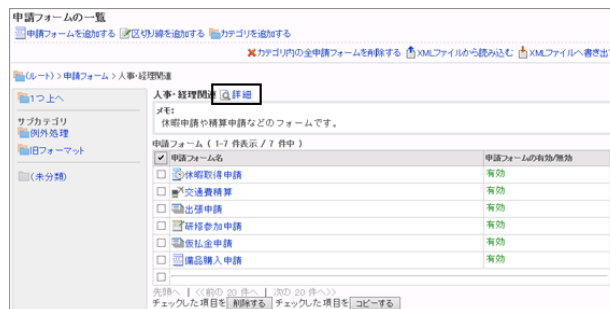 申請フォームの一覧
申請フォームを追加する 区切り線を追加する カテゴリを追加する
カテゴリ内の全申請フォームを削除する XMLファイルから読み込む XMLファイルへ書き出
(ルート) > 申請フォーム > 人事・経理関連
1つ上へ
サブカテゴリ
例外処理
旧フォーマット
(未分類)
人事・経理関連 詳細
メモ:
休暇申請や精算申請などのフォームです。
申請フォーム ( 1-7 件表示 / 7 件中 )
申請フォーム名 申請フォームの有効/無効
休暇取得申請 有効
交通費精算 有効
出張申請 有効
研修参加申請 有効
仮払金申請 有効
備品購入申請 有効
先頭へ | <<前の 20 件へ | 次の 20 件へ>>
チェックした項目を 削除する チェックした項目を コピーする